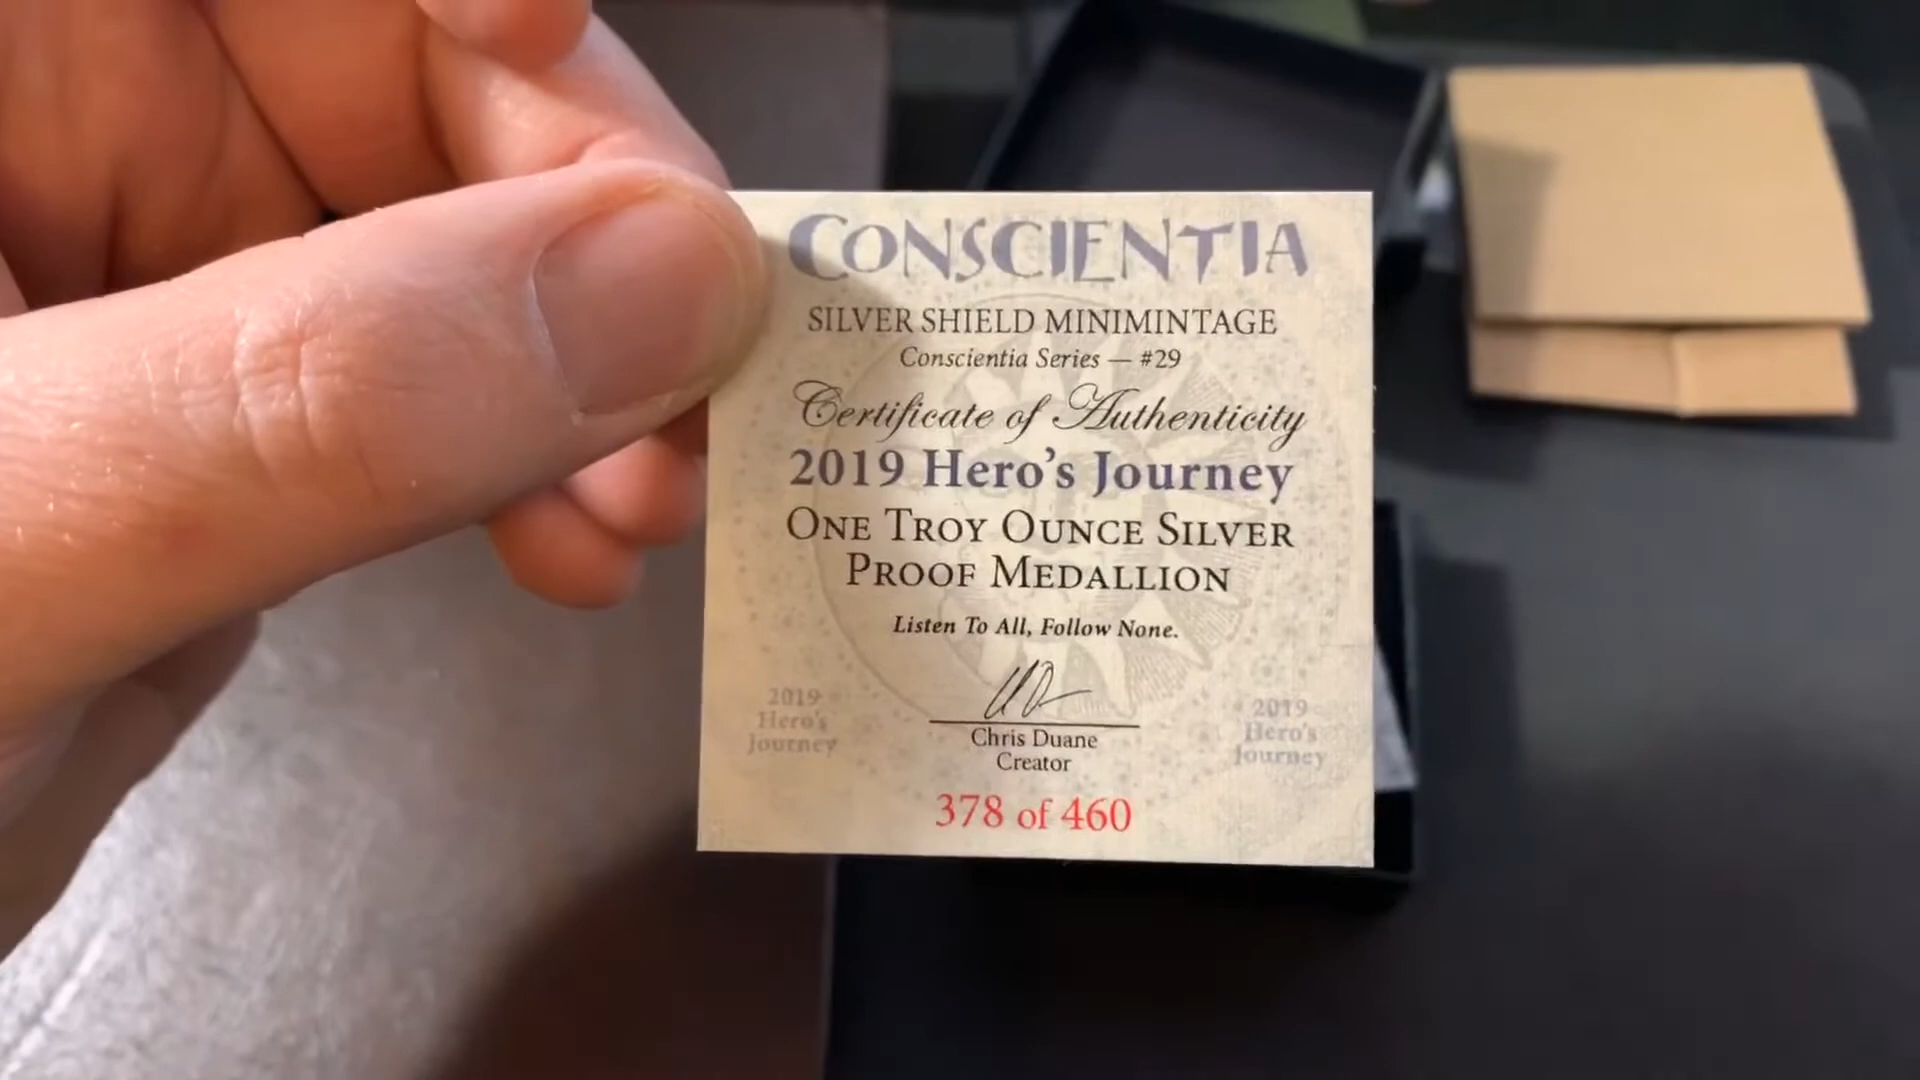 CONSCIENTIA
SILVER SHIELD MINIMINTAGE
Conscientia Series — #29
Certificate of Authenticity
2019 Hero's Journey
ONE TROY OUNCE SILVER
PROOF MEDALLION
Listen To All, Follow None.
2019
Hero's
Journey
Chris Duane
Creator
2019
Hero's
Journey
378 of 460